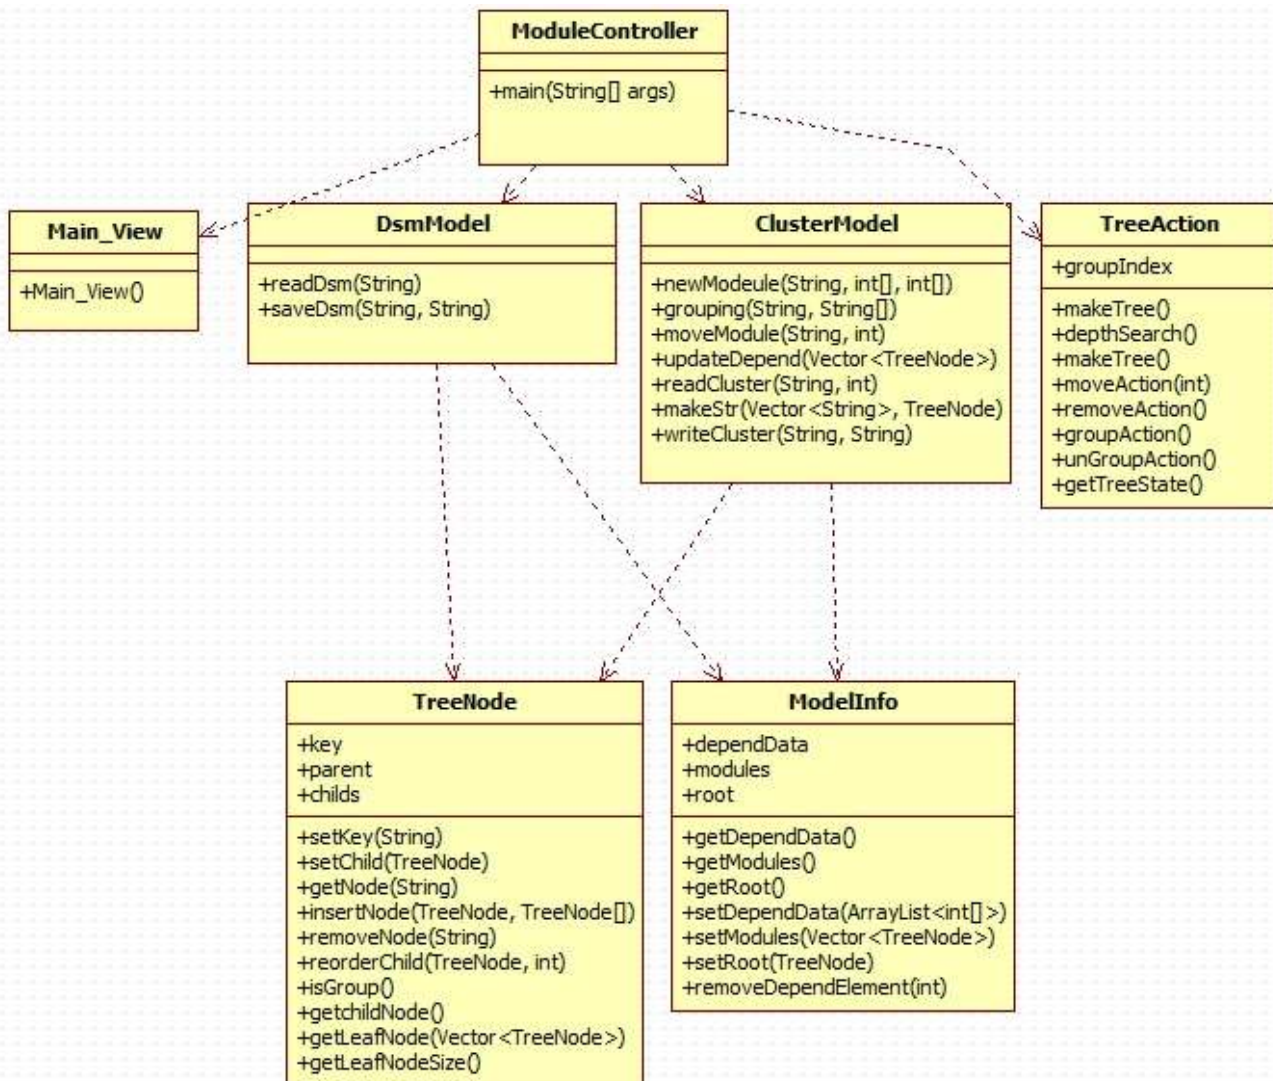 ModuleController
+main(String[] args)
Main_View
+Main_View()
DsmModel
+readDsm(String)
+saveDsm(String, String)
ClusterModel
+newModeule(String, int[], int[])
+grouping(String, String[])
+moveModule(String, int)
+updateDepend(Vector<TreeNode>)
+readCluster(String, int)
+makeStr(Vector<String>, TreeNode)
+writeCluster(String, String)
TreeAction
+groupIndex
+makeTree()
+depthSearch()
+makeTree()
+moveAction(int)
+removeAction()
+groupAction()
+unGroupAction()
+getTreeState()
TreeNode
+key
+parent
+childs
+setKey(String)
+setChild(TreeNode)
+getNode(String)
+insertNode(TreeNode, TreeNode[])
+removeNode(String)
+reorderChild(TreeNode, int)
+isGroup()
+getchildNode()
+getLeafNode(Vector<TreeNode>)
+getLeafNodeSize()
ModelInfo
+dependData
+modules
+root
+getDependData()
+getModules()
+getRoot()
+setDependData(ArrayList<int[]>)
+setModules(Vector<TreeNode>)
+setRoot(TreeNode)
+removeDependElement(int)